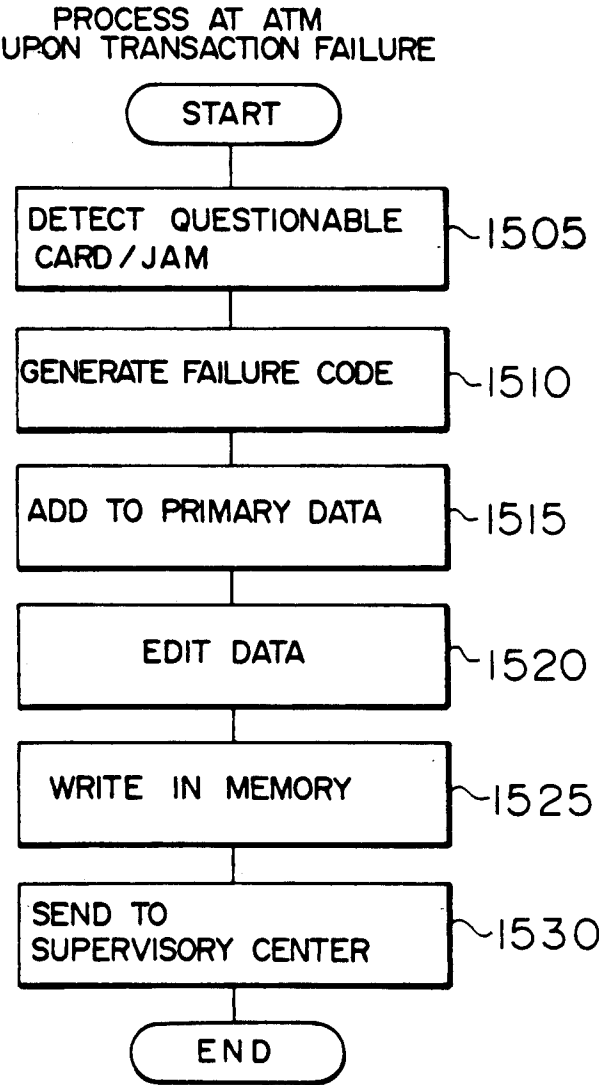 PROCESS AT ATM
UPON TRANSACTION FAILURE
START
DETECT QUESTIONABLE
CARD/JAM
1505
GENERATE FAILURE CODE
1510
ADD TO PRIMARY DATA
1515
EDIT DATA
1520
WRITE IN MEMORY
1525
SEND TO
SUPERVISORY CENTER
1530
END